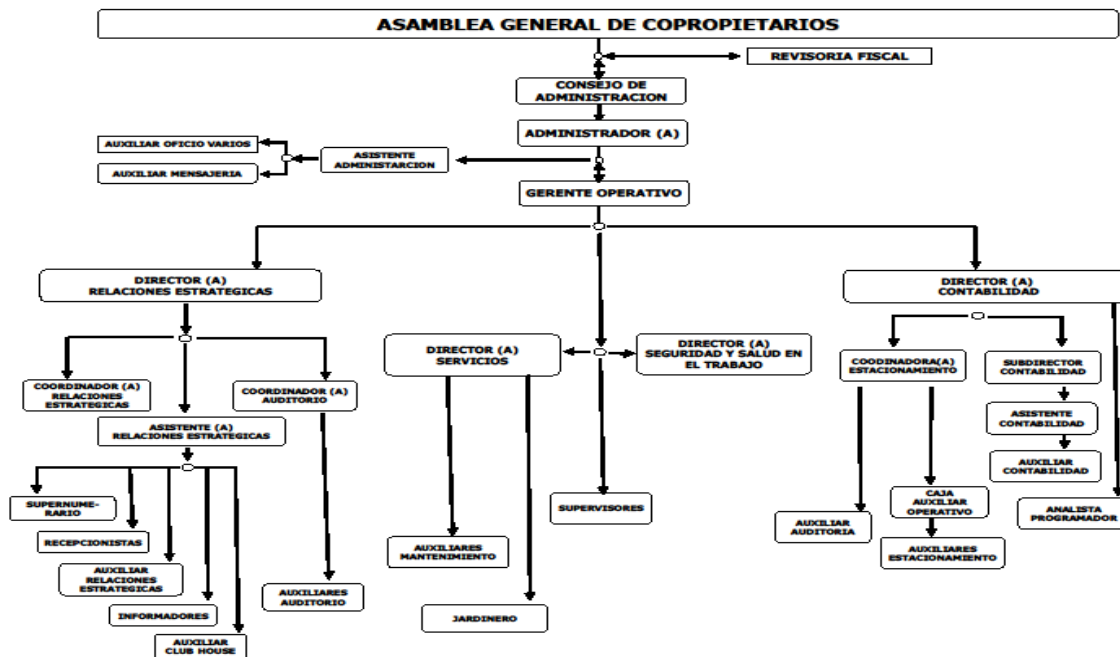 ASAMBLEA GENERAL DE COPROPIETARIOS
REVISORIA FISCAL
CONSEJO DE
ADMINISTRACION
ADMINISTRADOR (A)
AUXILIAR OFICIO VARIOS
ASISTENTE
ADMINISTARCION
AUXILIAR MENSAJERIA
GERENTE OPERATIVO
DIRECTOR (A)
RELACIONES ESTRATEGICAS
DIRECTOR (A)
CONTABILIDAD
DIRECTOR (A)
SERVICIOS
DIRECTOR (A)
SEGURIDAD Y SALUD EN
EL TRABAJO
COODINADORA(A)
ESTACIONAMIENTO
SUBDIRECTOR
CONTABILIDAD
COORDINADOR (A)
RELACIONES
ESTRATEGICAS
COORDINADOR (A)
AUDITORIO
ASISTENTE
CONTABILIDAD
ASISTENTE (A)
RELACIONES ESTRATEGICAS
AUXILIAR
CONTABILIDAD
SUPERNUME-
RARIO
SUPERVISORES
CAJA
AUXILIAR
OPERATIVO
ANALISTA
PROGRAMADOR
AUXILIAR
AUDITORIA
RECEPCIONISTAS
AUXILIARES
MANTENIMIENTO
AUXILIARES
ESTACIONAMIENTO
AUXILIAR
RELACIONES
ESTRATEGICAS
AUXILIARES
AUDITORIO
INFORMADORES
JARDINERO
AUXILIAR
CLUB HOUSE